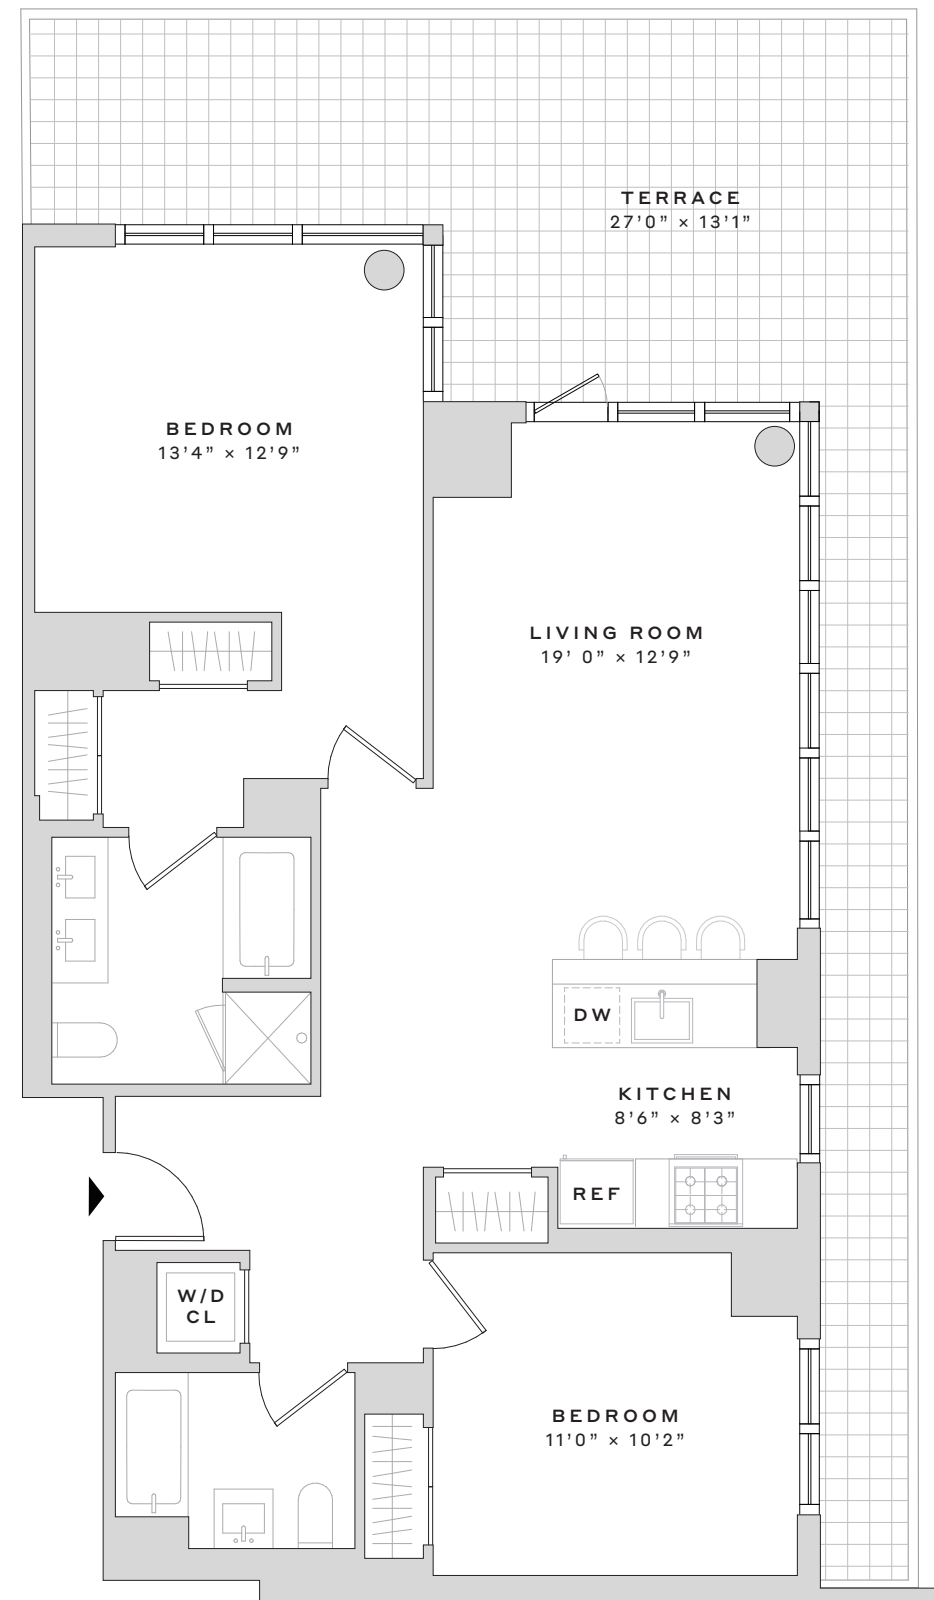 TERRACE
27’0” × 13’1”
BEDROOM
13’4” × 12’9”
LIVING ROOM
19’ 0” × 12’9”
DW
KITCHEN
8’6” × 8’3”
REF
W/D
CL
BEDROOM
11’0” × 10’2”